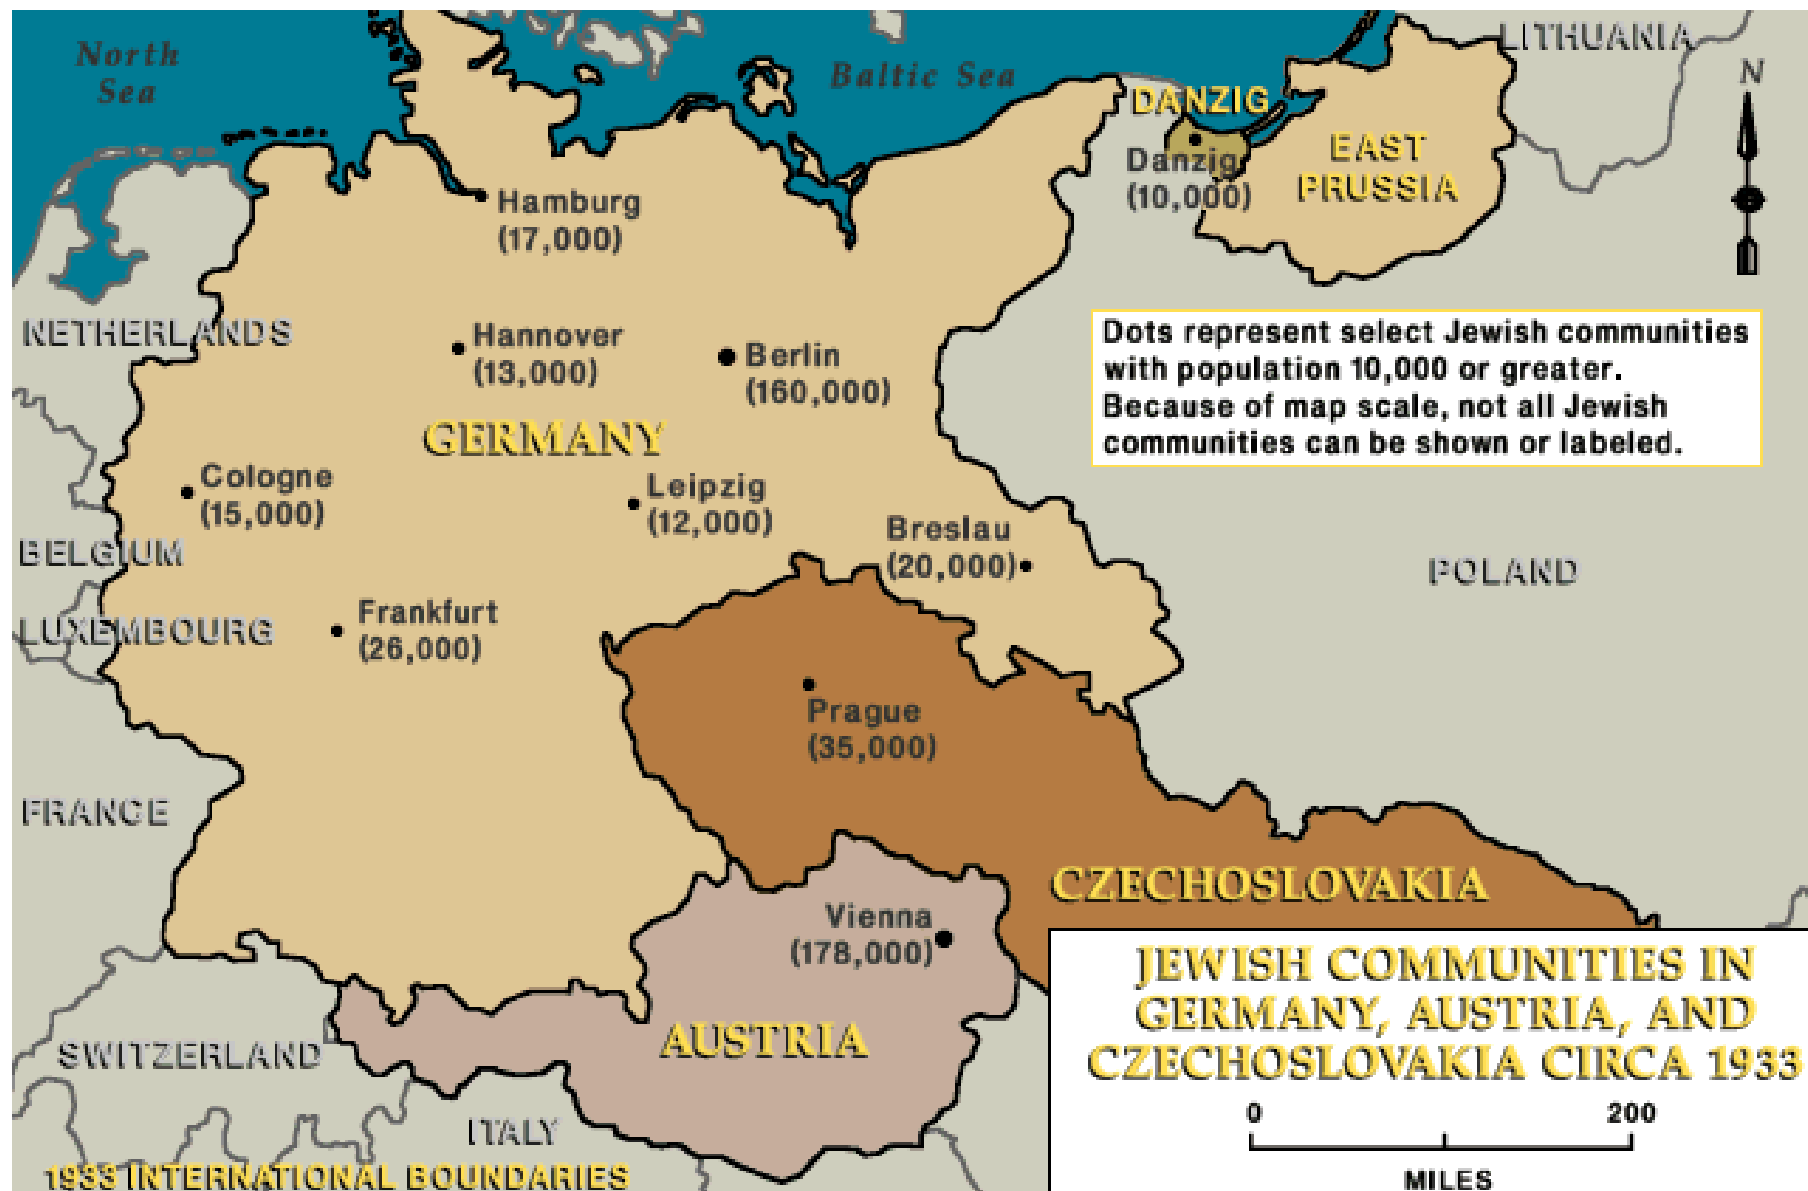 North
Sea
Baltic Sea
LITHUANIA
N
DANZIG
Danzig
(10,000)
EAST
PRUSSIA
Hamburg
(17,000)
NETHERLANDS
Hannover
(13,000)
Berlin
(160,000)
Dots represent select Jewish communities
with population 10,000 or greater.
Because of map scale, not all Jewish
communities can be shown or labeled.
GERMANY
Cologne
(15,000)
Leipzig
(12,000)
Breslau
(20,000)
BELGIUM
POLAND
LUXEMBOURG
Frankfurt
(26,000)
Prague
(35,000)
FRANCE
CZECHOSLOVAKIA
Vienna
(178,000)
JEWISH COMMUNITIES IN
GERMANY, AUSTRIA, AND
CZECHOSLOVAKIA CIRCA 1933
SWITZERLAND
AUSTRIA
0 200
MILES
ITALY
1933 INTERNATIONAL BOUNDARIES